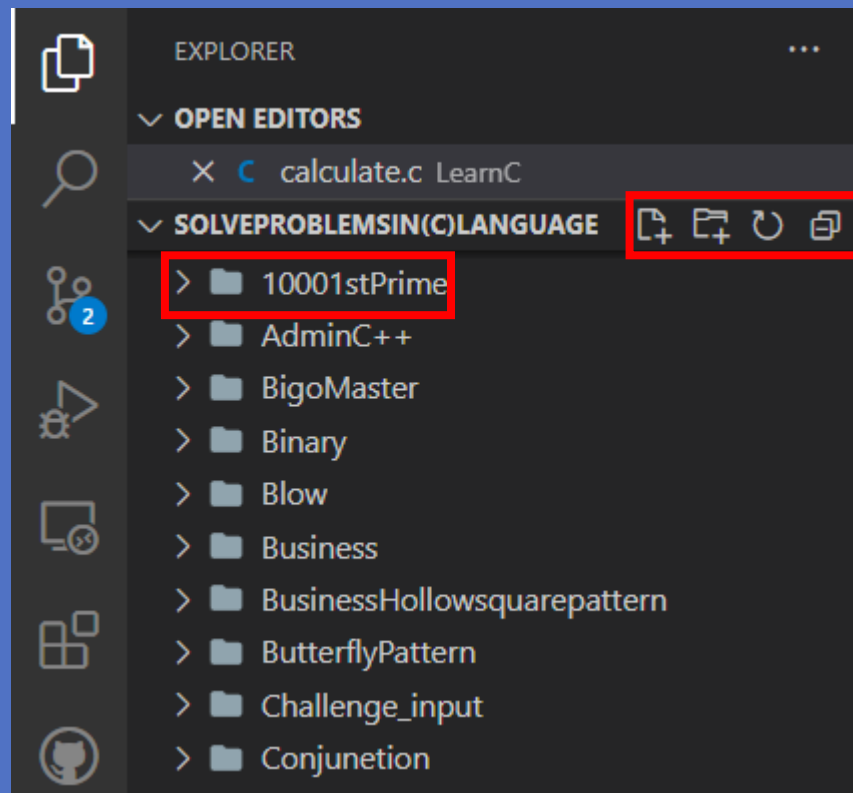 EXPLORER
OPEN EDITORS
C calculate.c LearnC
SOLVEPROBLEMSIN(C)LANGUAGE
10001stPrime
2
AdminC++
BigoMaster
Binary
Blow
Business
BusinessHollowsquarepattern
ButterflyPattern
Challenge_input
Conjunetion